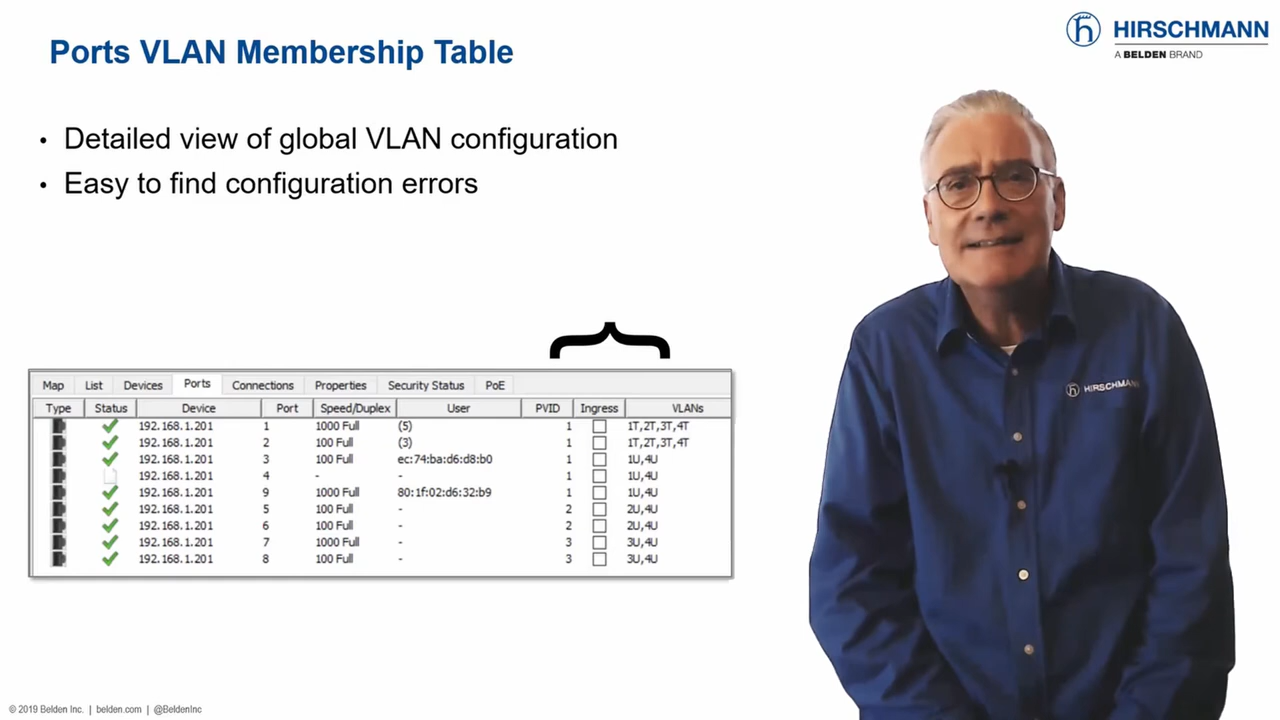 Ports VLAN Membership Table
HIRSCHMANN
A BELDEN BRAND
• Detailed view of global VLAN configuration
• Easy to find configuration errors
Map List Devices Ports Connections Properties Security Status PoE
Type Status Device Port Speed/Duplex User PVID Ingress VLANs
192.168.1.201 1 1000 Full (5) 1 1T,2T,3T,4T
192.168.1.201 2 100 Full (3) 1 1T,2T,3T,4T
192.168.1.201 3 100 Full ec:74:ba:d6:d8:b0 1 1U,4U
192.168.1.201 4 - - 1 1U,4U
192.168.1.201 9 1000 Full 80:1f:02:d6:32:b9 1 1U,4U
192.168.1.201 5 100 Full - 2 2U,4U
192.168.1.201 6 100 Full - 2 2U,4U
192.168.1.201 7 1000 Full - 3 3U,4U
192.168.1.201 8 100 Full - 3 3U,4U
HIRSCHMANN
© 2019 Belden Inc. | belden.com | @BeldenInc